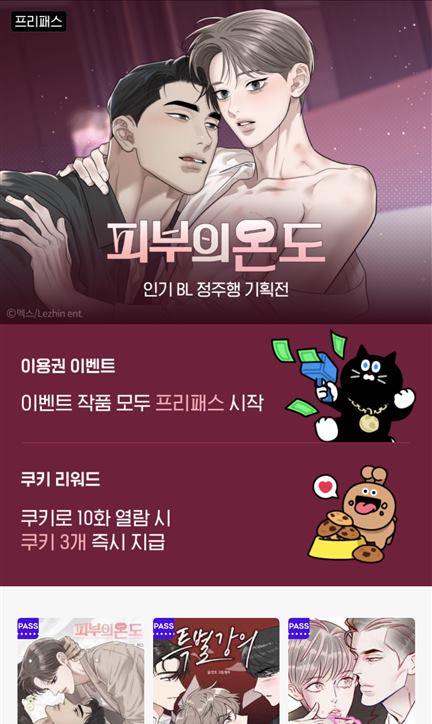 프리패스
피부의온도
인기 BL 정주행 기획전
©멕스/Lezhin ent.
이용권 이벤트
이벤트 작품 모두 프리패스 시작
쿠키 리워드
쿠키로 10화 열람 시
쿠키 3개 즉시 지급
PASS
피부의온도
PASS
특별강의
PASS